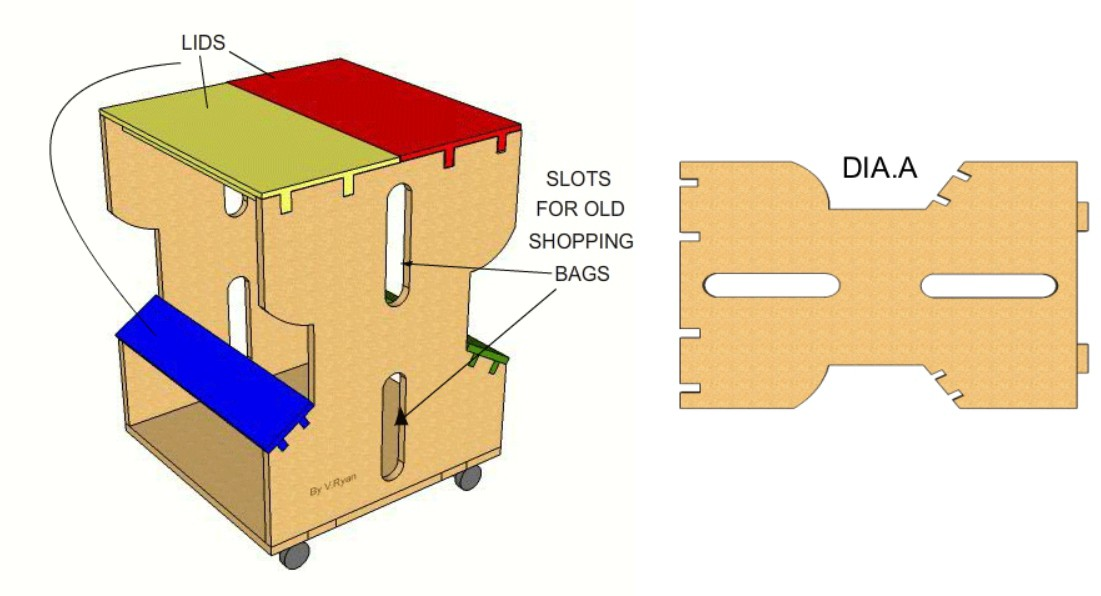 LIDS
SLOTS
FOR OLD
SHOPPING
BAGS
By V.Ryan
DIA.A